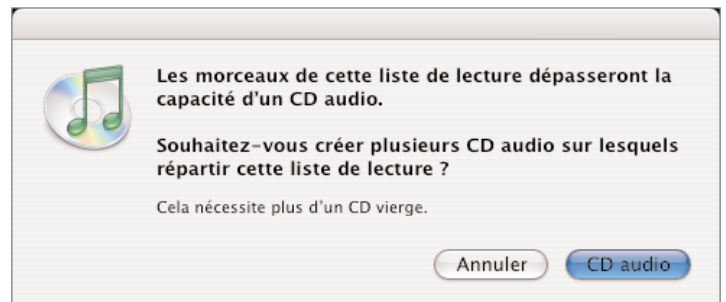 Les morceaux de cette liste de lecture dépasseront la
capacité d'un CD audio.
Souhaitez-vous créer plusieurs CD audio sur lesquels
répartir cette liste de lecture ?
Cela nécessite plus d'un CD vierge.
Annuler
CD audio